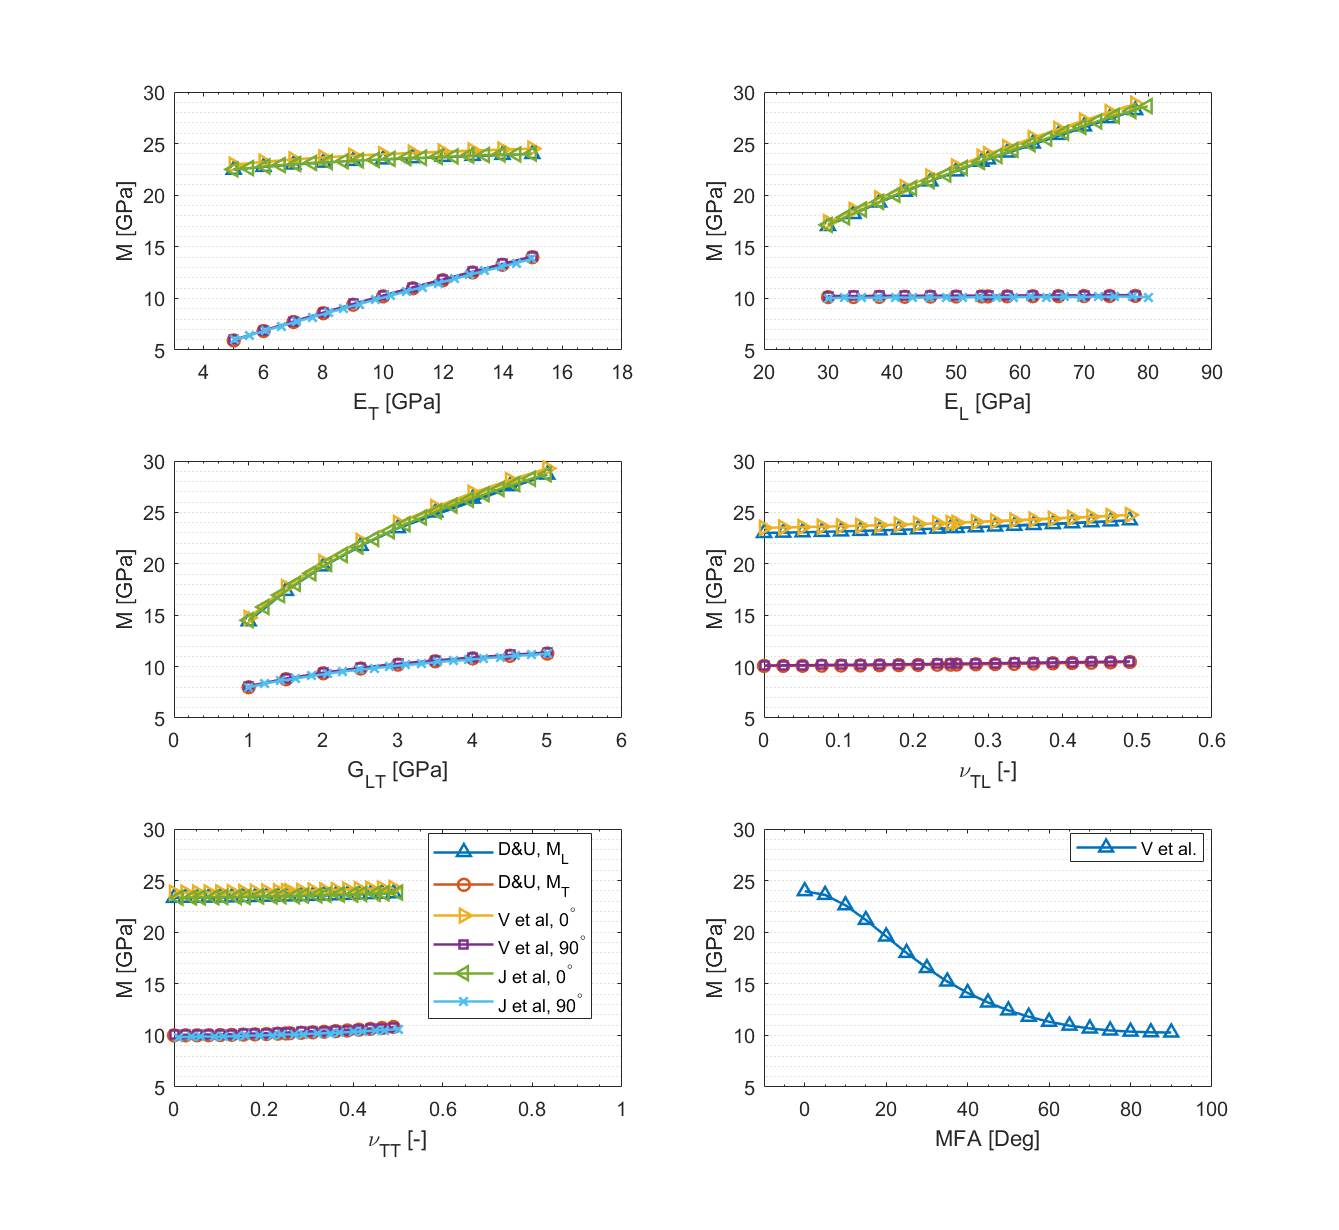 30
25
20
15
10
5
M [GPa]
4 6 8 10 12 14 16 18
E_T [GPa]
30
25
20
15
10
5
M [GPa]
20 30 40 50 60 70 80 90
E_L [GPa]
30
25
20
15
10
5
M [GPa]
0 1 2 3 4 5 6
G_LT [GPa]
30
25
20
15
10
5
M [GPa]
0 0.1 0.2 0.3 0.4 0.5 0.6
ν_TL [-]
30
25
20
15
10
5
M [GPa]
0 0.2 0.4 0.6 0.8 1
ν_TT [-]
D&U, M_L
D&U, M_T
V et al, 0°
V et al, 90°
J et al, 0°
J et al, 90°
30
25
20
15
10
5
M [GPa]
0 20 40 60 80 100
MFA [Deg]
V et al.